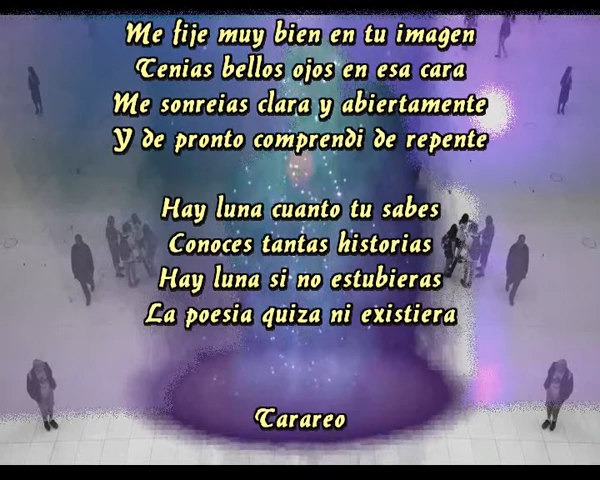 Me fije muy bien en tu imagen
Tenias bellos ojos en esa cara
Me sonreias clara y abiertamente
Y de pronto comprendi de repente
Hay luna cuanto tu sabes
Conoces tantas historias
Hay luna si no estubieras
La poesia quiza ni existiera
Tarareo